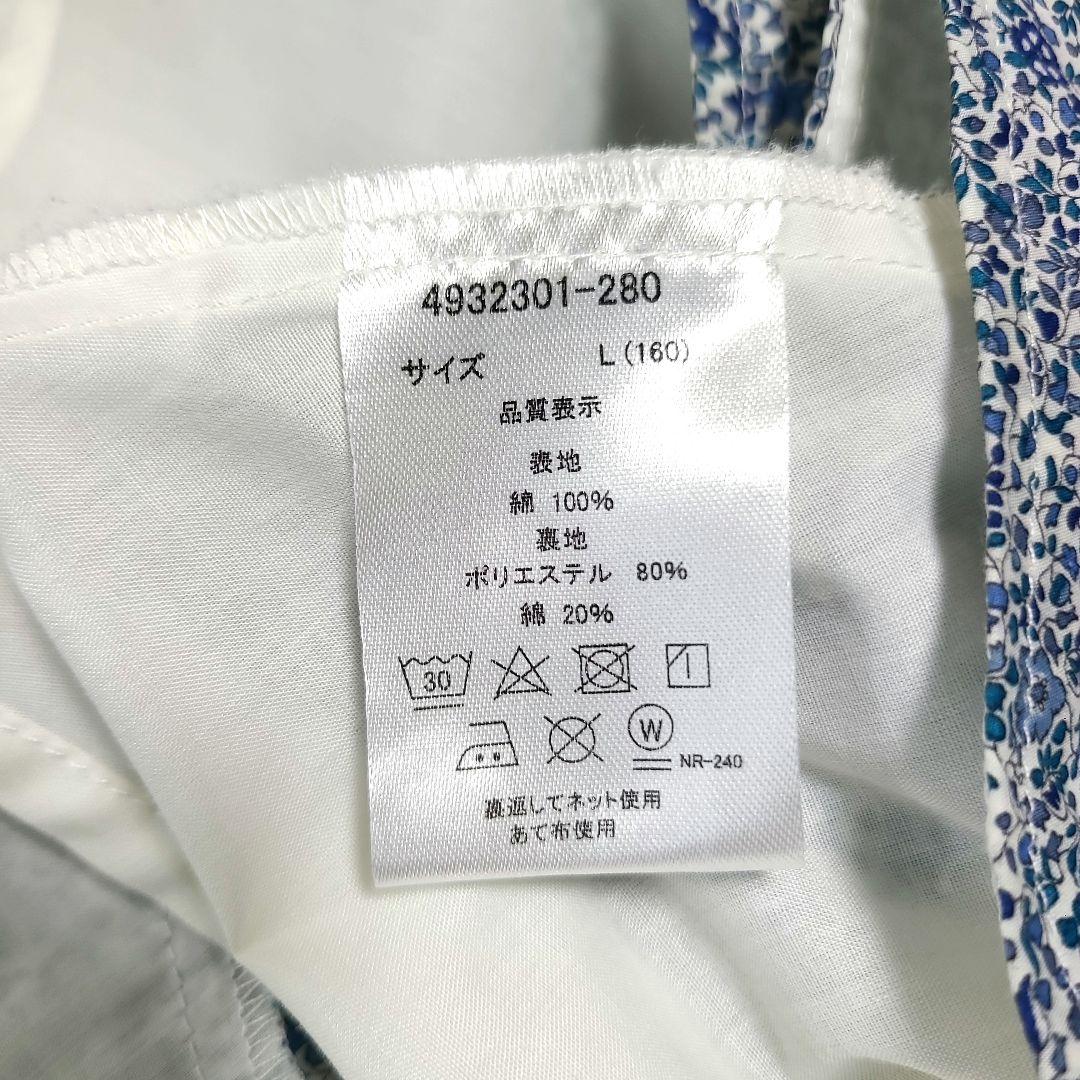 4932301-280
サイズ L(160)
品質表示
表地
綿 100%
裏地
ポリエステル 80%
綿 20%
30
W NR-240
裏返してネット使用
あて布使用